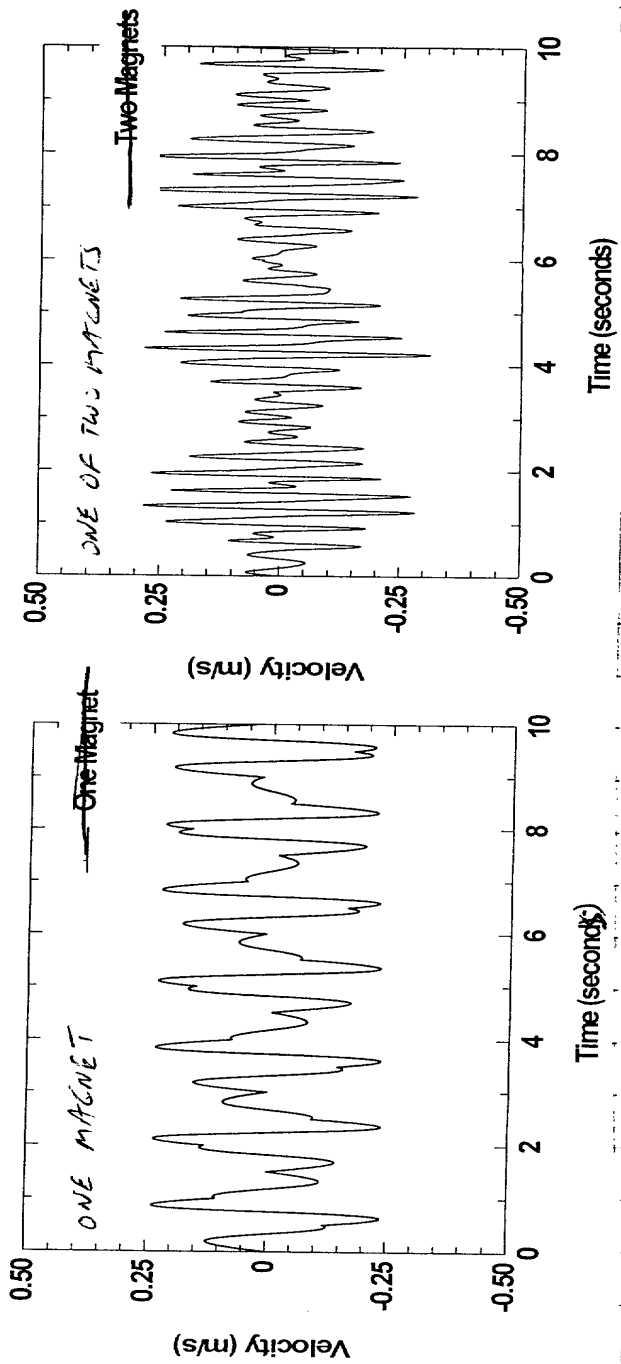 ONE MAGNET
One Magnet
0.50
0.25
0
-0.25
-0.50
Velocity (m/s)
0
2
4
6
8
10
Time (seconds)
ONE OF TWO MAGNETS
Two Magnets
0.50
0.25
0
-0.25
-0.50
Velocity (m/s)
0
2
4
6
8
10
Time (seconds)